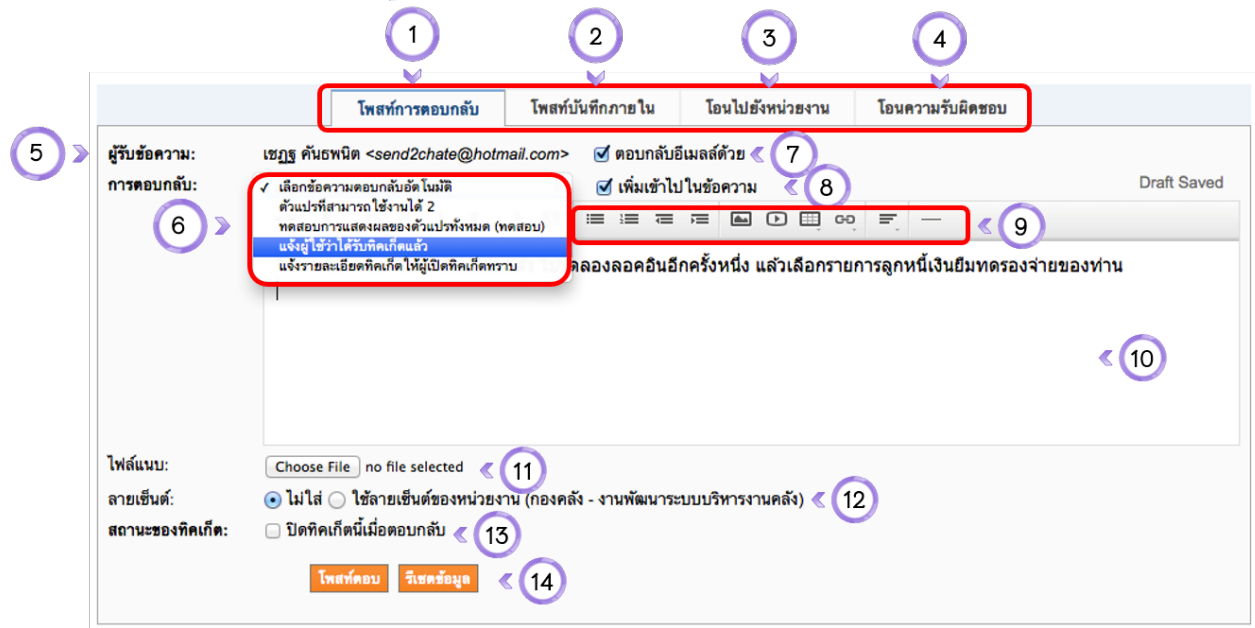 1 2 3 4
โพสท์การตอบกลับ โพสท์บันทึกภายใน โอนไปยังหน่วยงาน โอนความรับผิดชอบ
5 ผู้รับข้อความ: เชฏฐ คันธพนิต <send2chate@hotmail.com> ตอบกลับอีเมลล์ด้วย 7
การตอบกลับ: ✓ เลือกข้อความตอบกลับอัตโนมัติ เพิ่มเข้าไปในข้อความ 8 Draft Saved
ตัวแปรที่สามารถใช้งานได้ 2
6 ทดสอบการแสดงผลของตัวแปรทั้งหมด (ทดสอบ) 9
แจ้งผู้ใช้ว่าได้รับทิคเก็ตแล้ว
แจ้งรายละเอียดทิคเก็ตให้ผู้เปิดทิคเก็ตทราบ ลองลอคอินอีกครั้งหนึ่ง แล้วเลือกรายการลูกหนี้เงินยืมทดรองจ่ายของท่าน
10
ไฟล์แนบ: Choose File no file selected 11
ลายเซ็นต์: ไม่ใส่ ใช้ลายเซ็นต์ของหน่วยงาน (กองคลัง - งานพัฒนาระบบบริหารงานคลัง) 12
สถานะของทิคเก็ต: ปิดทิคเก็ตนี้เมื่อตอบกลับ 13
โพสท์ตอบ รีเซตข้อมูล 14